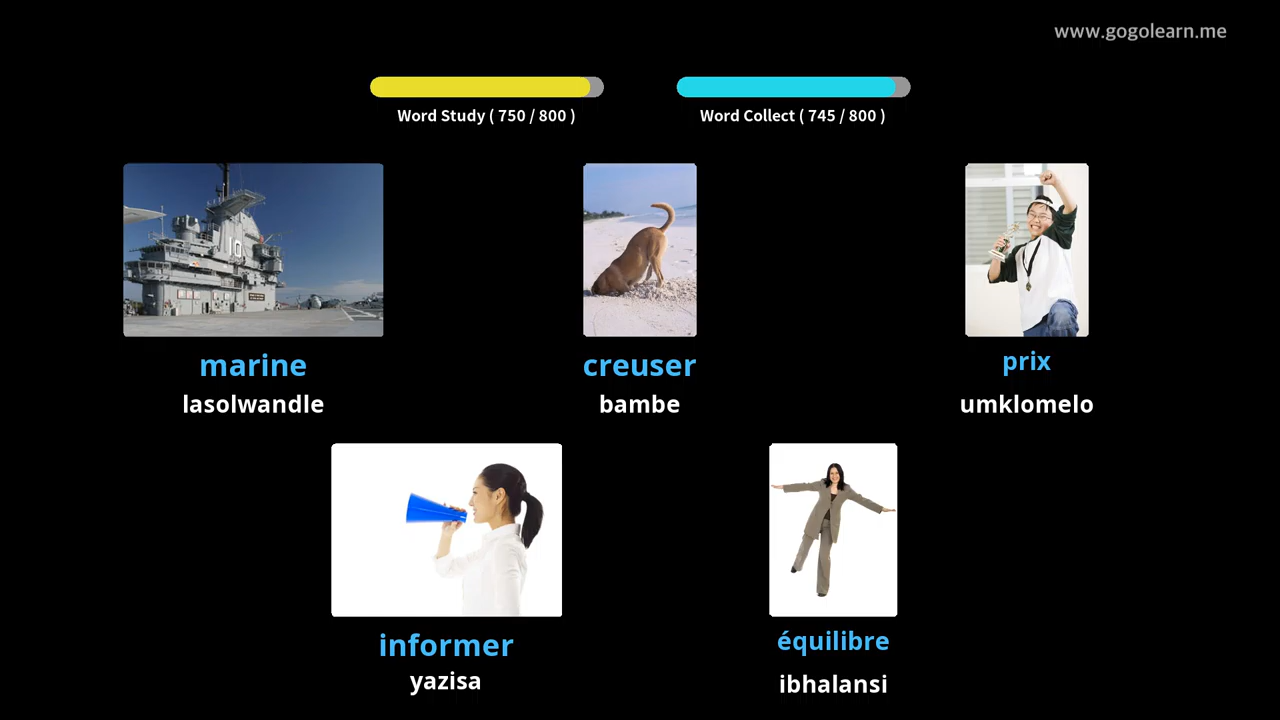 www.gogolearn.me
Word Study ( 750 / 800 )
Word Collect ( 745 / 800 )
10
marine
lasolwandle
creuser
bambe
prix
umklomelo
informer
yazisa
équilibre
ibhalansi